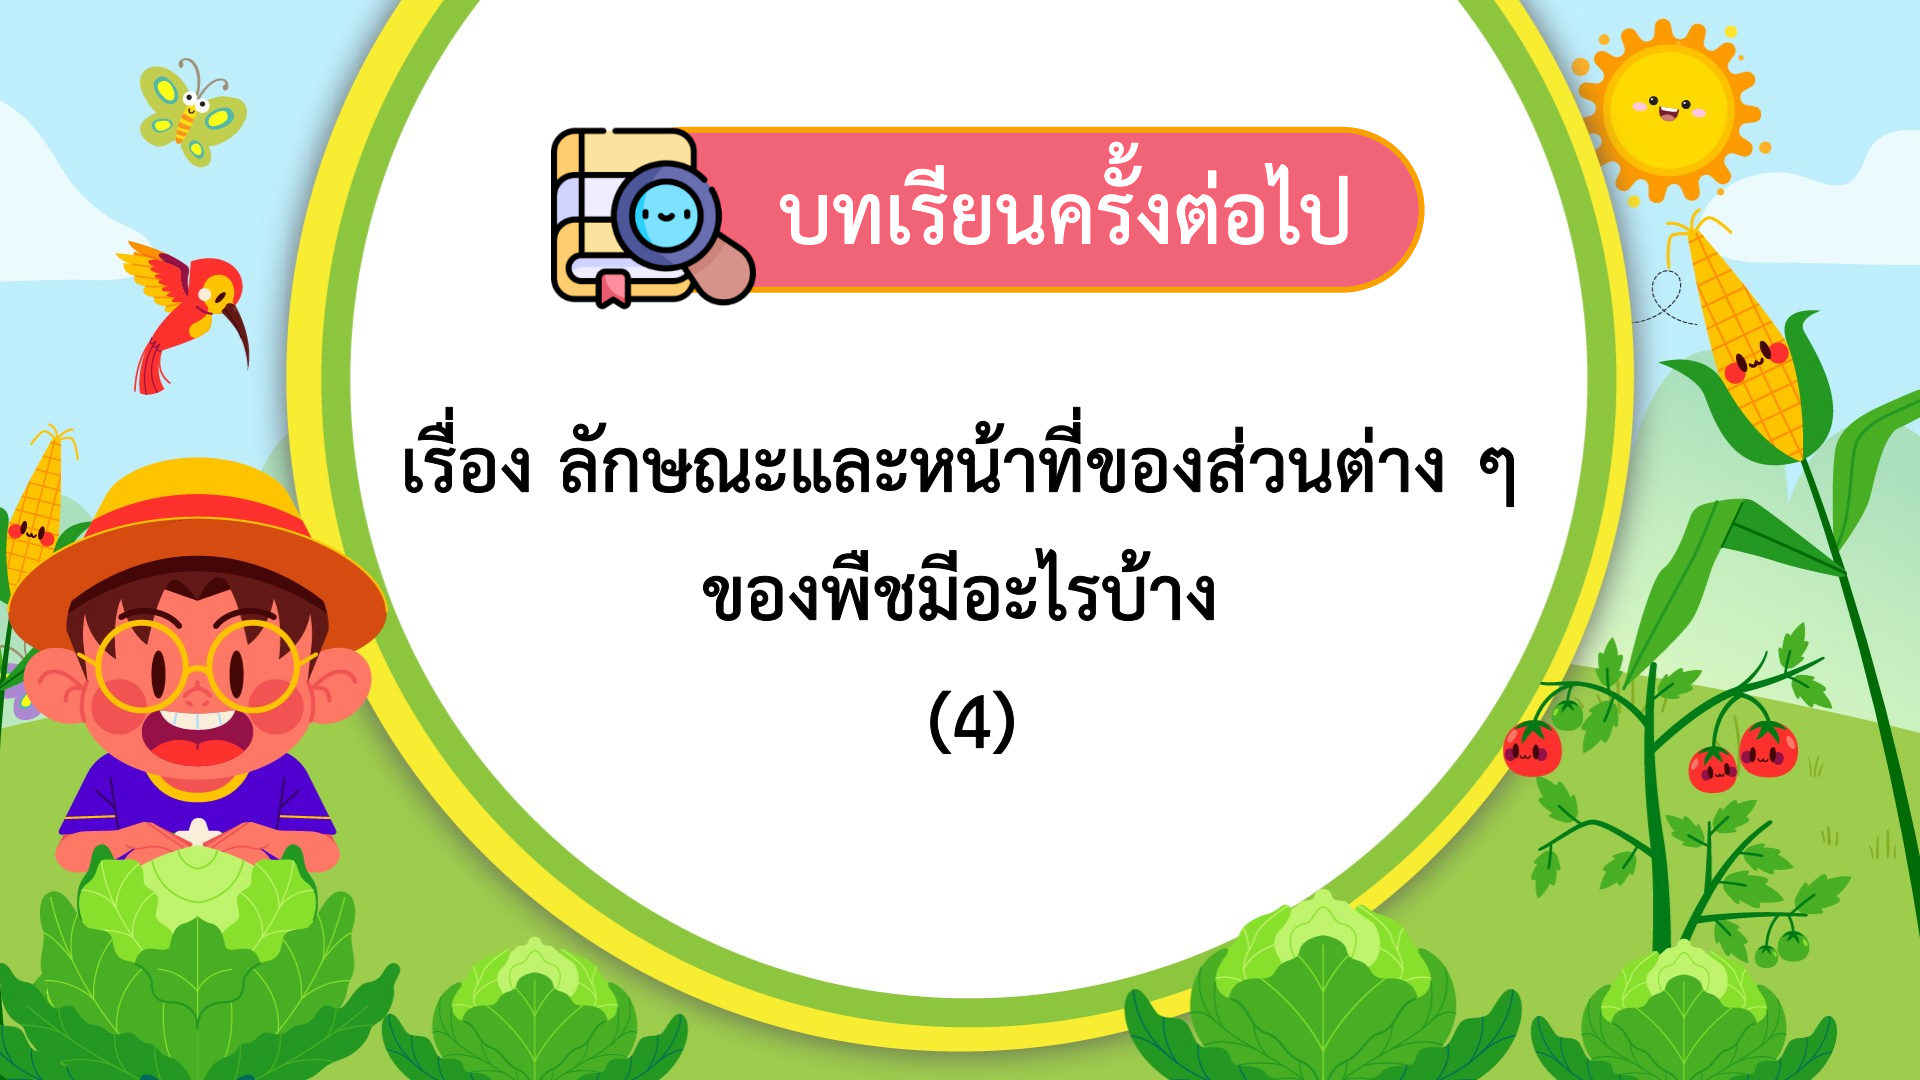 บทเรียนครั้งต่อไป
เรื่อง ลักษณะและหน้าที่ของส่วนต่าง ๆ
ของพืชมีอะไรบ้าง
(4)